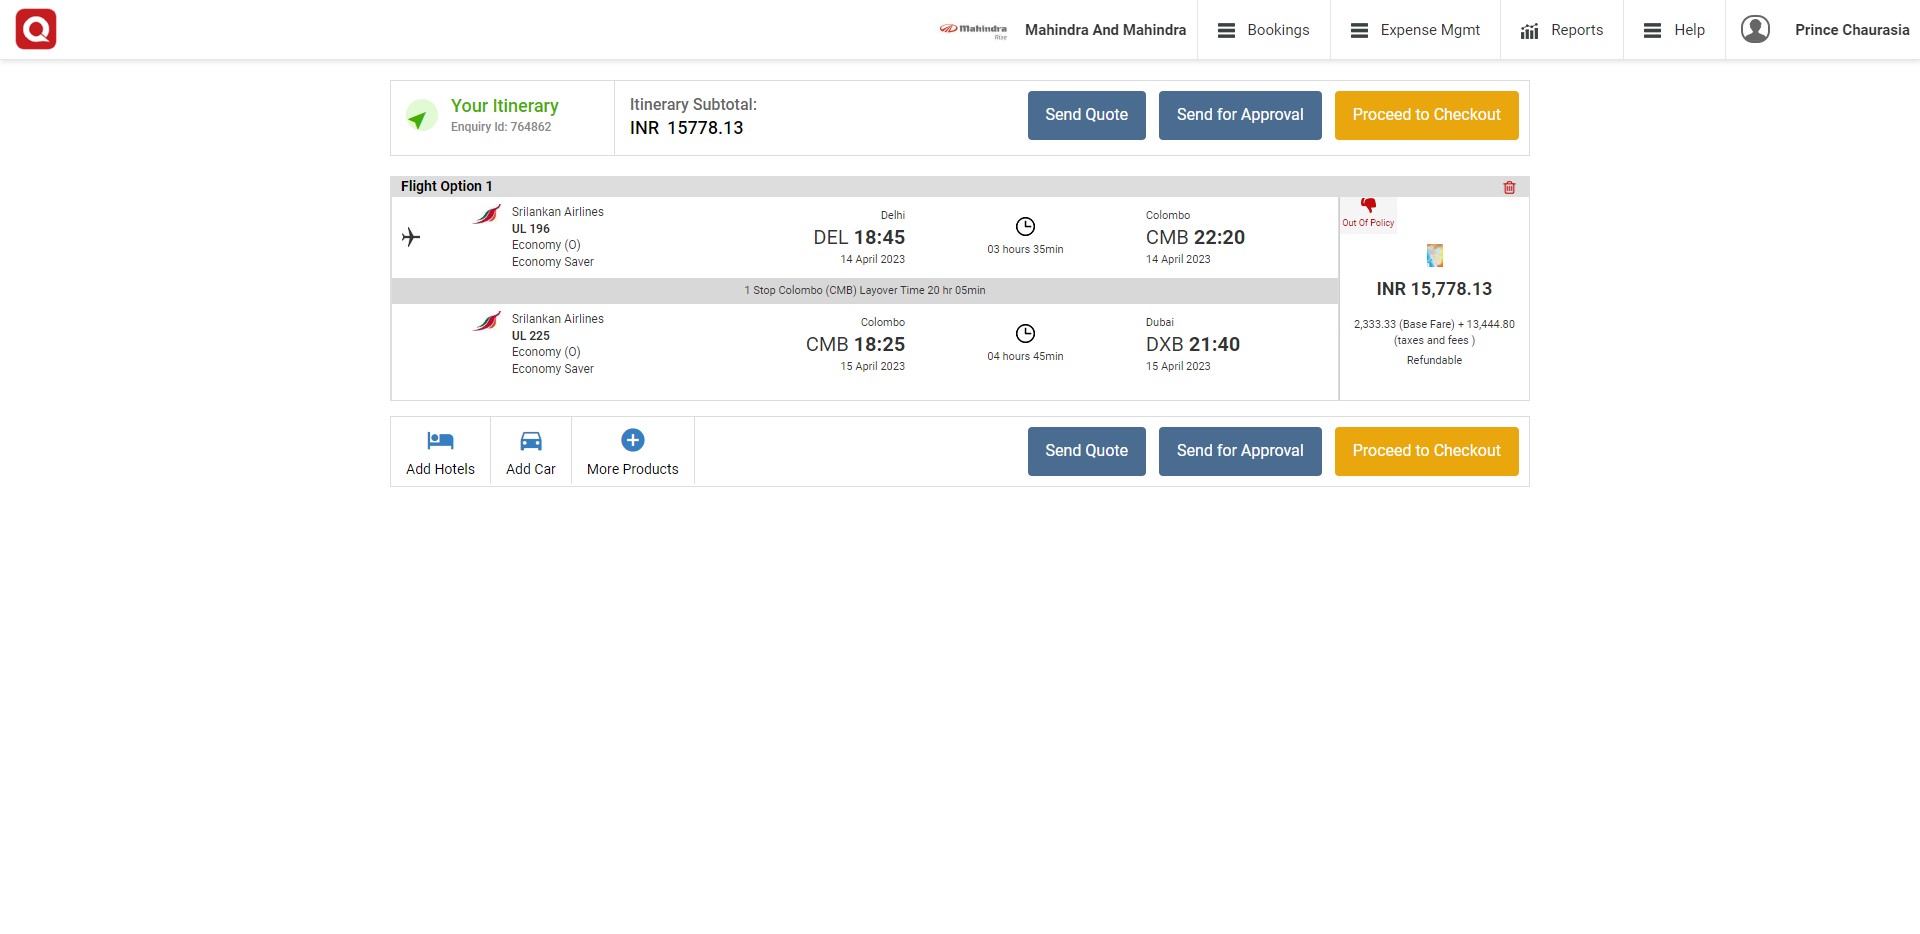 Mahindra
Rise
Mahindra And Mahindra
Bookings
Expense Mgmt
Reports
Help
Prince Chaurasia
Your Itinerary
Enquiry Id: 764862
Itinerary Subtotal:
INR 15778.13
Send Quote
Send for Approval
Proceed to Checkout
Flight Option 1
Srilankan Airlines
UL 196
Economy (O)
Economy Saver
Delhi
DEL 18:45
14 April 2023
03 hours 35min
Colombo
CMB 22:20
14 April 2023
Out Of Policy
INR 15,778.13
2,333.33 (Base Fare) + 13,444.80
(taxes and fees )
Refundable
1 Stop Colombo (CMB) Layover Time 20 hr 05min
Srilankan Airlines
UL 225
Economy (O)
Economy Saver
Colombo
CMB 18:25
15 April 2023
04 hours 45min
Dubai
DXB 21:40
15 April 2023
Add Hotels
Add Car
More Products
Send Quote
Send for Approval
Proceed to Checkout